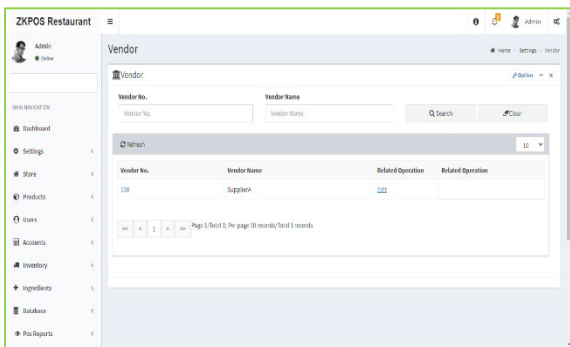 ZKPOS Restaurant
Admin
Admin
Online
Vendor
Home > Settings > Vendor
Vendor
Option
Vendor No.
Vendor Name
Vendor No.
Vendor Name
Search
Clear
MAIN NAVIGATION
Dashboard
Settings
Store
Products
Users
Accounts
Inventory
Ingredients
Database
Pos Reports
Refresh
10
Vendor No. Vendor Name Related Operation Related Operation
100 SupplierA Edit
<< < 1 > >> Page 1/Total 1: Per page 10 records/Total 1 records